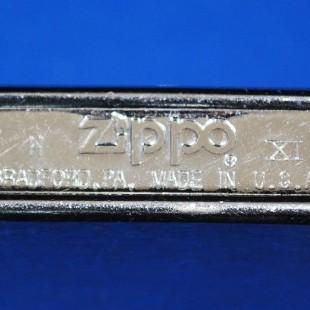 H Zippo® XI
BRADFORD, PA. MADE IN U.S.A